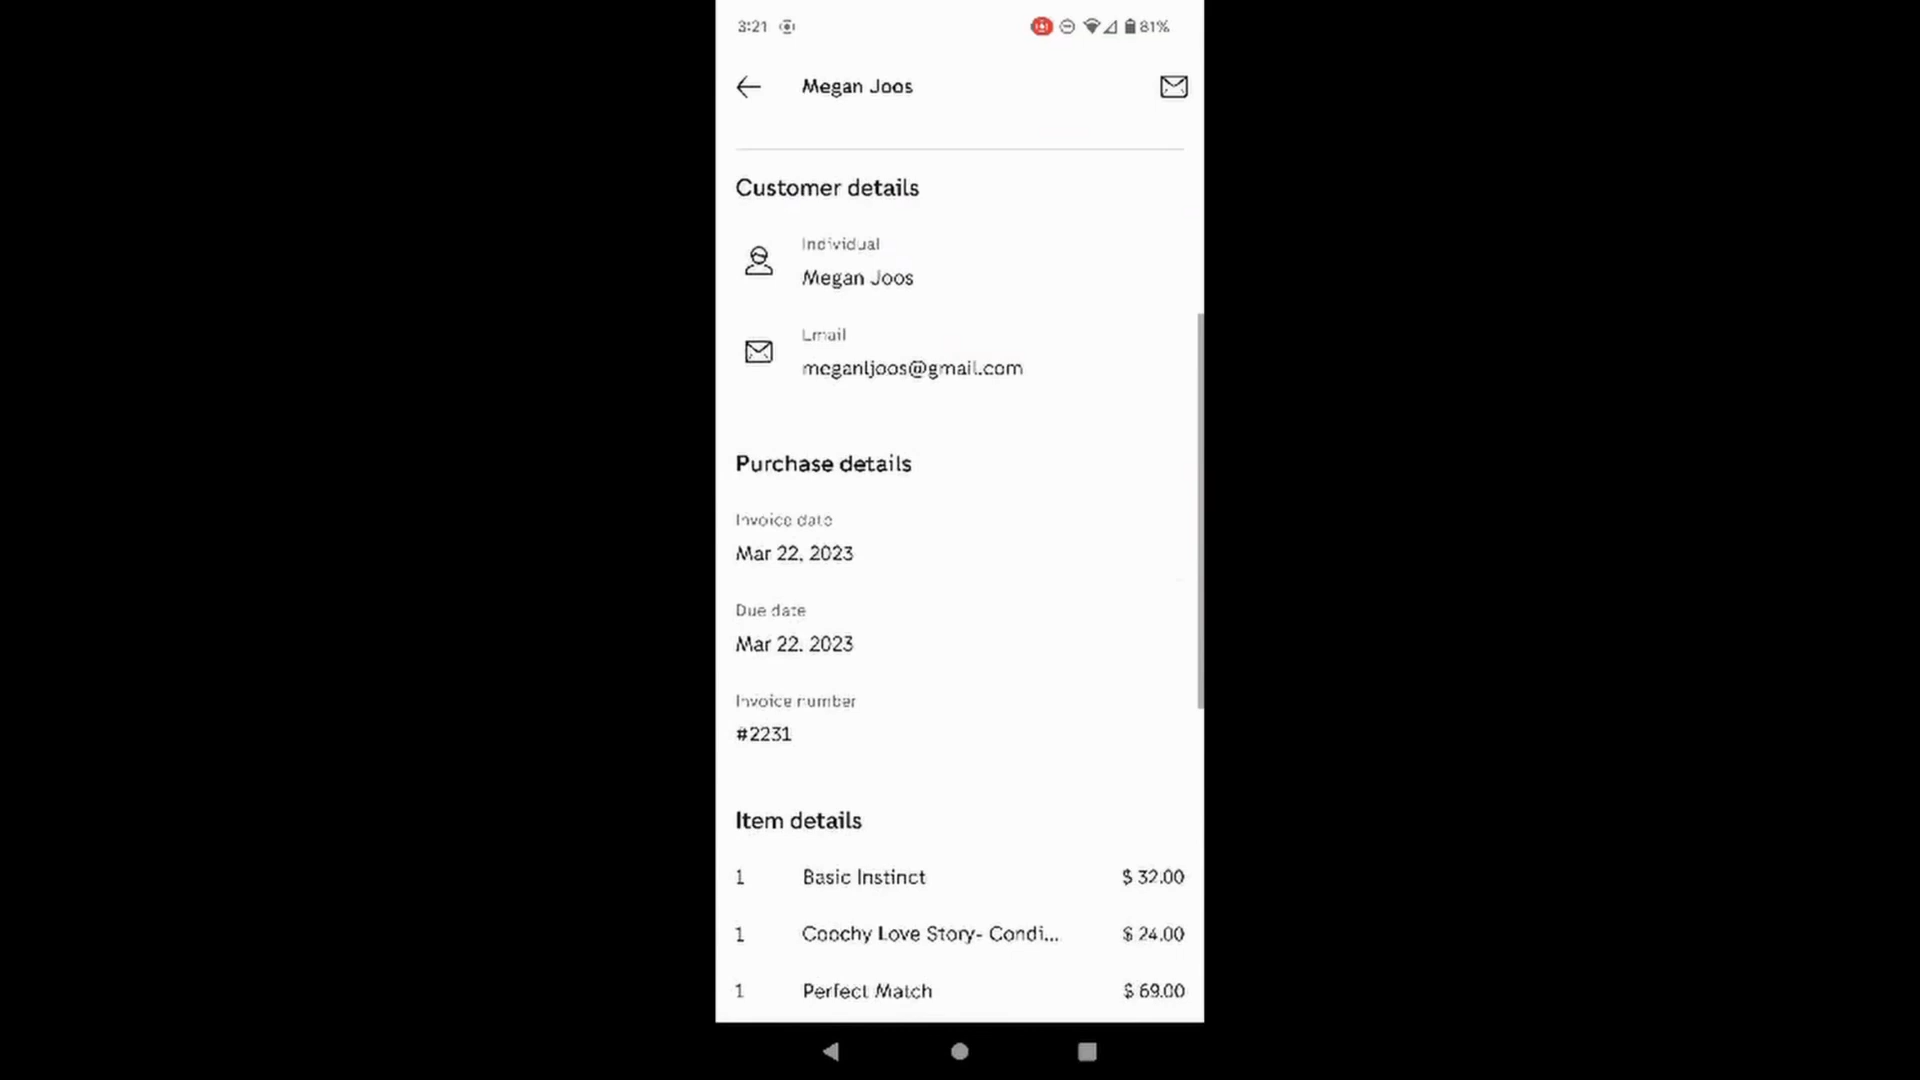 3:21 81%
Megan Joos
Customer details
Individual
Megan Joos
Email
meganljoos@gmail.com
Purchase details
Invoice date
Mar 22, 2023
Due date
Mar 22, 2023
Invoice number
#2231
Item details
1 Basic Instinct $ 32.00
1 Coochy Love Story- Condi... $ 24.00
1 Perfect Match $ 69.00